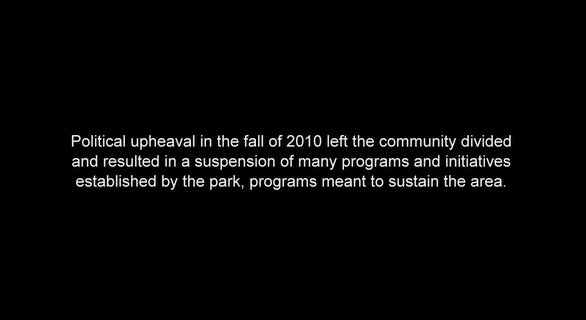 Political upheaval in the fall of 2010 left the community divided
and resulted in a suspension of many programs and initiatives
established by the park, programs meant to sustain the area.